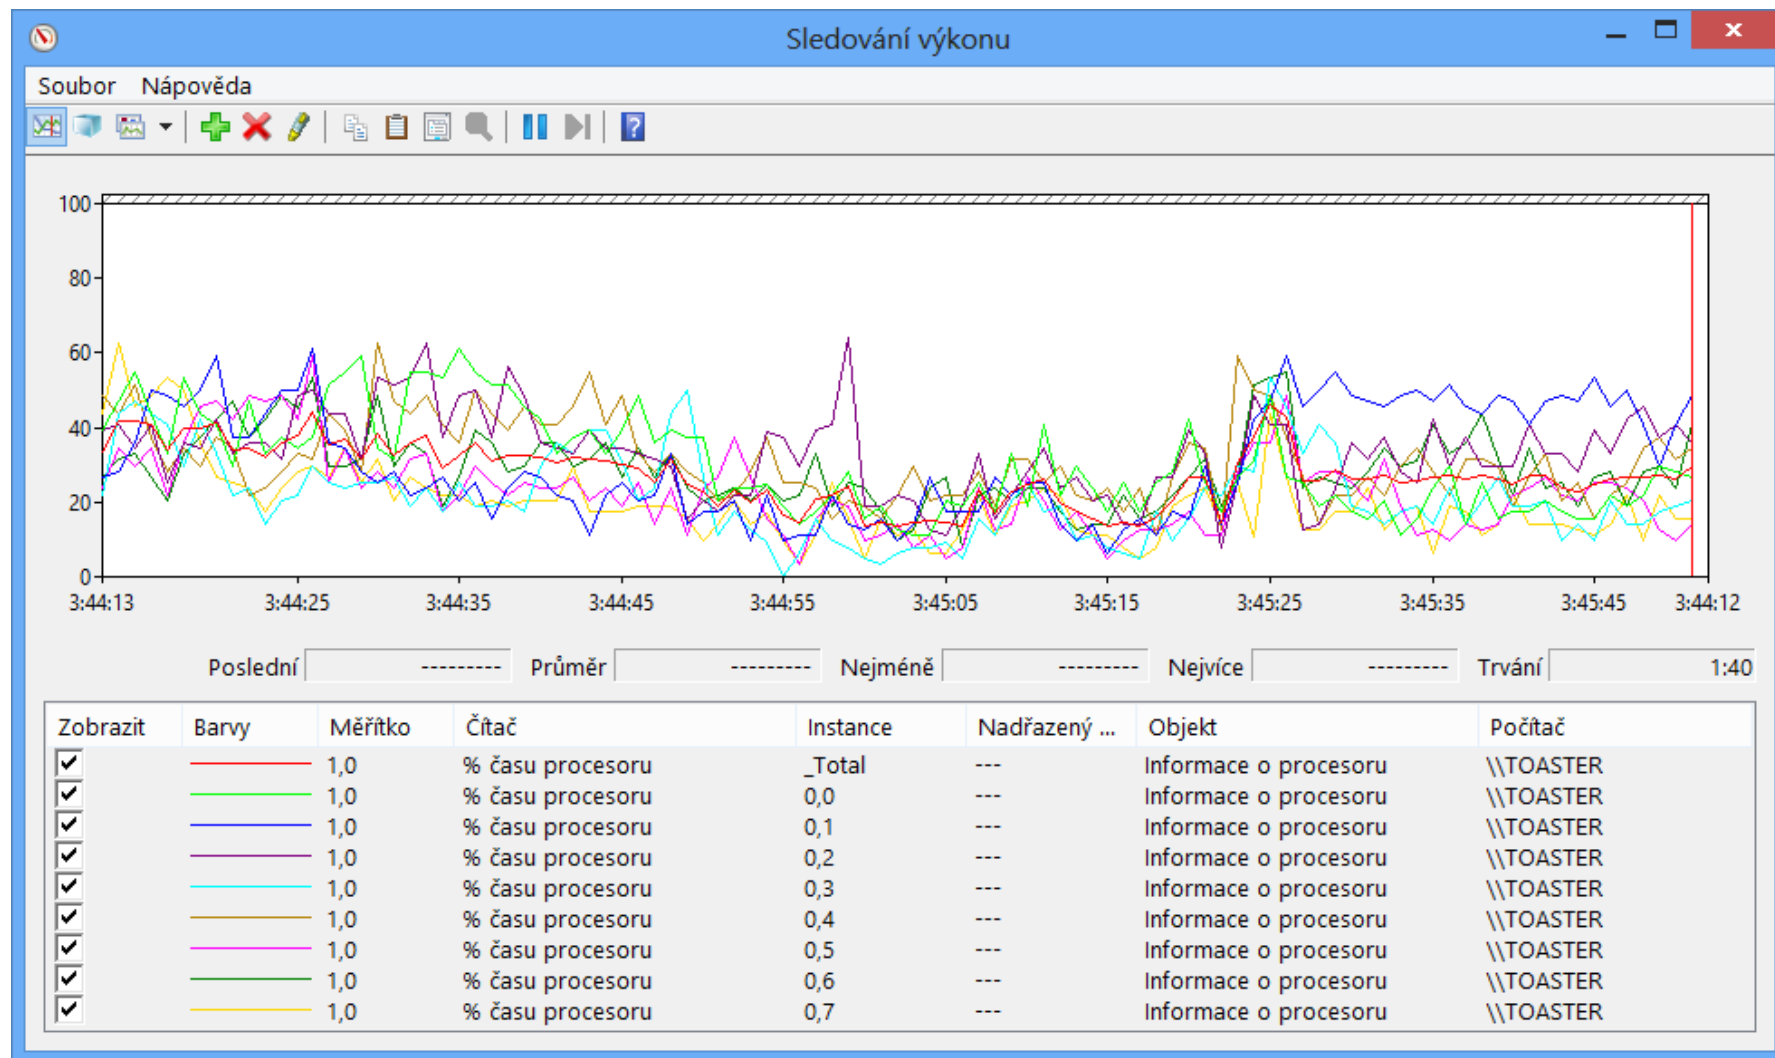 Sledování výkonu
Soubor Nápověda
100
80
60
40
20
0
3:44:13 3:44:25 3:44:35 3:44:45 3:44:55 3:45:05 3:45:15 3:45:25 3:45:35 3:45:45 3:44:12
Poslední --------- Průměr --------- Nejméně --------- Nejvíce --------- Trvání 1:40
Zobrazit Barvy Měřítko Čítač Instance Nadřazený ... Objekt Počítač
1,0 % času procesoru _Total --- Informace o procesoru \\TOASTER
1,0 % času procesoru 0,0 --- Informace o procesoru \\TOASTER
1,0 % času procesoru 0,1 --- Informace o procesoru \\TOASTER
1,0 % času procesoru 0,2 --- Informace o procesoru \\TOASTER
1,0 % času procesoru 0,3 --- Informace o procesoru \\TOASTER
1,0 % času procesoru 0,4 --- Informace o procesoru \\TOASTER
1,0 % času procesoru 0,5 --- Informace o procesoru \\TOASTER
1,0 % času procesoru 0,6 --- Informace o procesoru \\TOASTER
1,0 % času procesoru 0,7 --- Informace o procesoru \\TOASTER